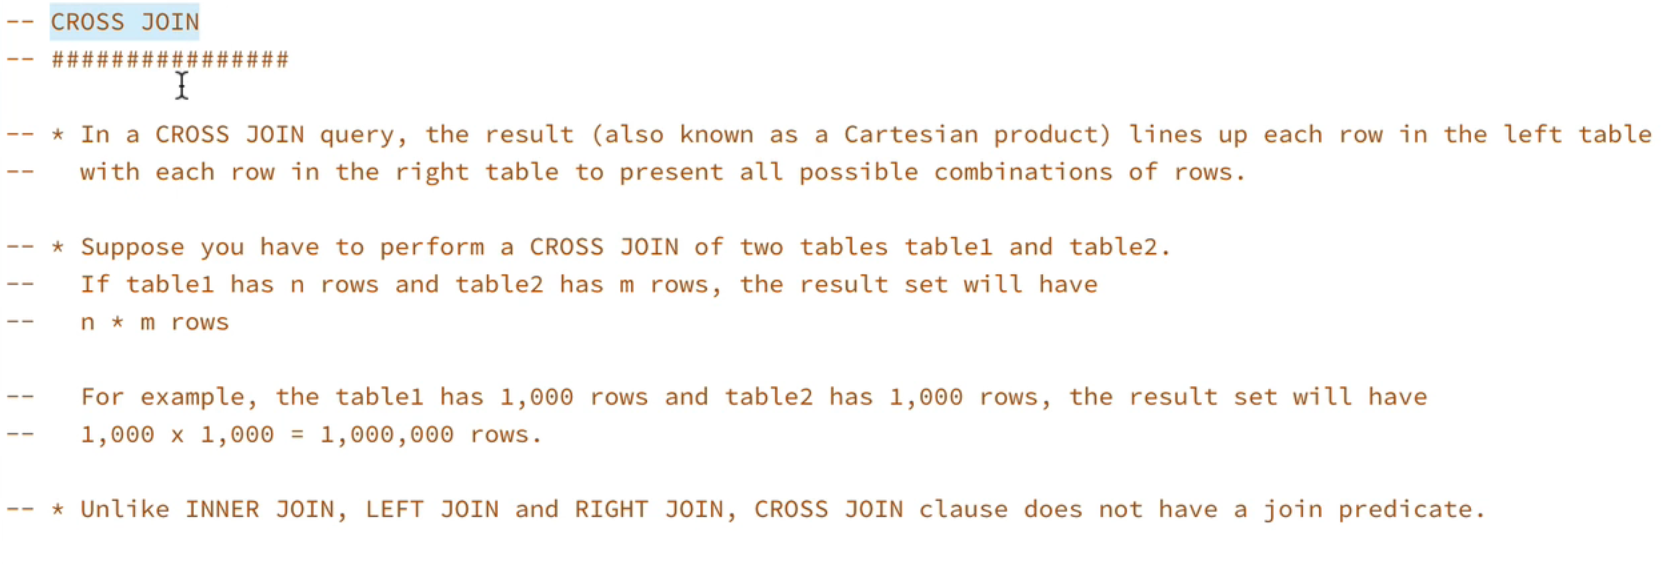 -- CROSS JOIN
-- ################
-- * In a CROSS JOIN query, the result (also known as a Cartesian product) lines up each row in the left table
--   with each row in the right table to present all possible combinations of rows.
-- * Suppose you have to perform a CROSS JOIN of two tables table1 and table2.
--   If table1 has n rows and table2 has m rows, the result set will have
--   n * m rows
--   For example, the table1 has 1,000 rows and table2 has 1,000 rows, the result set will have
--   1,000 x 1,000 = 1,000,000 rows.
-- * Unlike INNER JOIN, LEFT JOIN and RIGHT JOIN, CROSS JOIN clause does not have a join predicate.